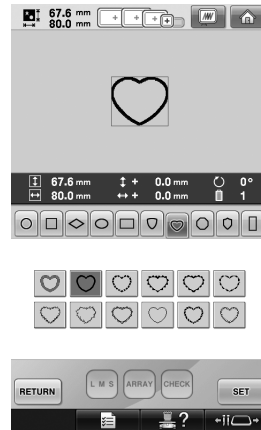 67.6 mm
80.0 mm
67.6 mm + 0.0 mm 0°
80.0 mm + 0.0 mm 1
RETURN L M S ARRAY CHECK SET
?